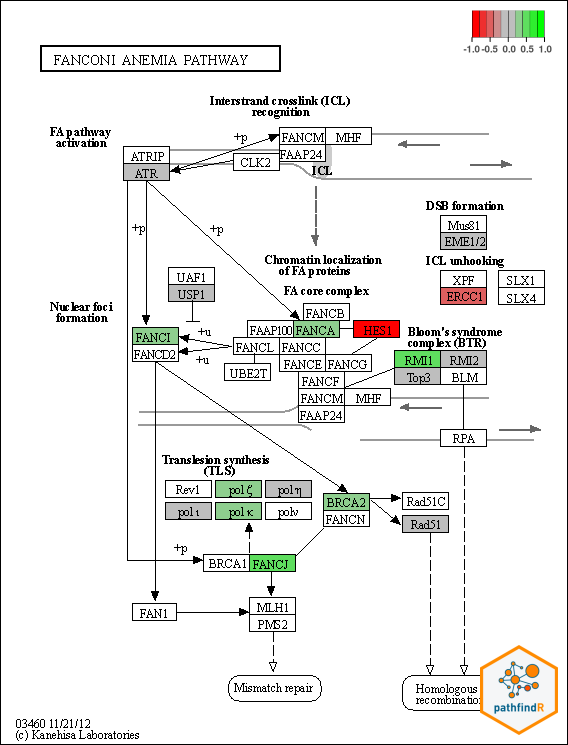 -1.0 -0.5 0.0 0.5 1.0
FANCONI ANEMIA PATHWAY
Interstrand crosslink (ICL)
recognition
FA pathway
activation
+p
FANCM MHF
FAAP24
ATRIP
ATR
CLK2
ICL
DSB formation
Mus81
EME1/2
+p
+p
Chromatin localization
of FA proteins
ICL unhooking
XPF SLX1
ERCC1 SLX4
UAF1
USP1
FA core complex
Nuclear foci
formation
FANCB
FAAP100 FANCA HES1
+u
FANCI
FANCD2
+u
FANCL FANCC
FANCE FANCG
UBE2T
FANCF
FANCM MHF
FAAP24
Bloom's syndrome
complex (BTR)
RMI1 RMI2
Top3 BLM
RPA
Translesion synthesis
(TLS)
Rev1 pol ζ pol η
pol ι pol κ polν
BRCA2
FANCN
Rad51C
Rad51
+p
BRCA1 FANCJ
FAN1
MLH1
PMS2
Mismatch repair
Homologous
recombination
pathfindR
03460 11/21/12
(c) Kanehisa Laboratories